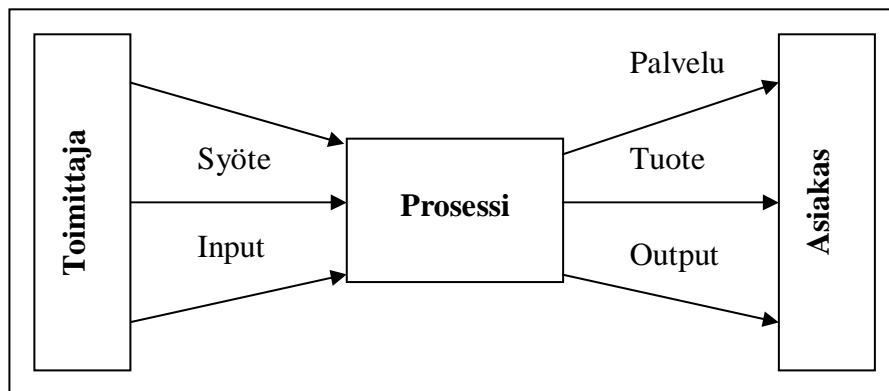 Toimittaja
Syöte
Input
Prosessi
Palvelu
Tuote
Output
Asiakas